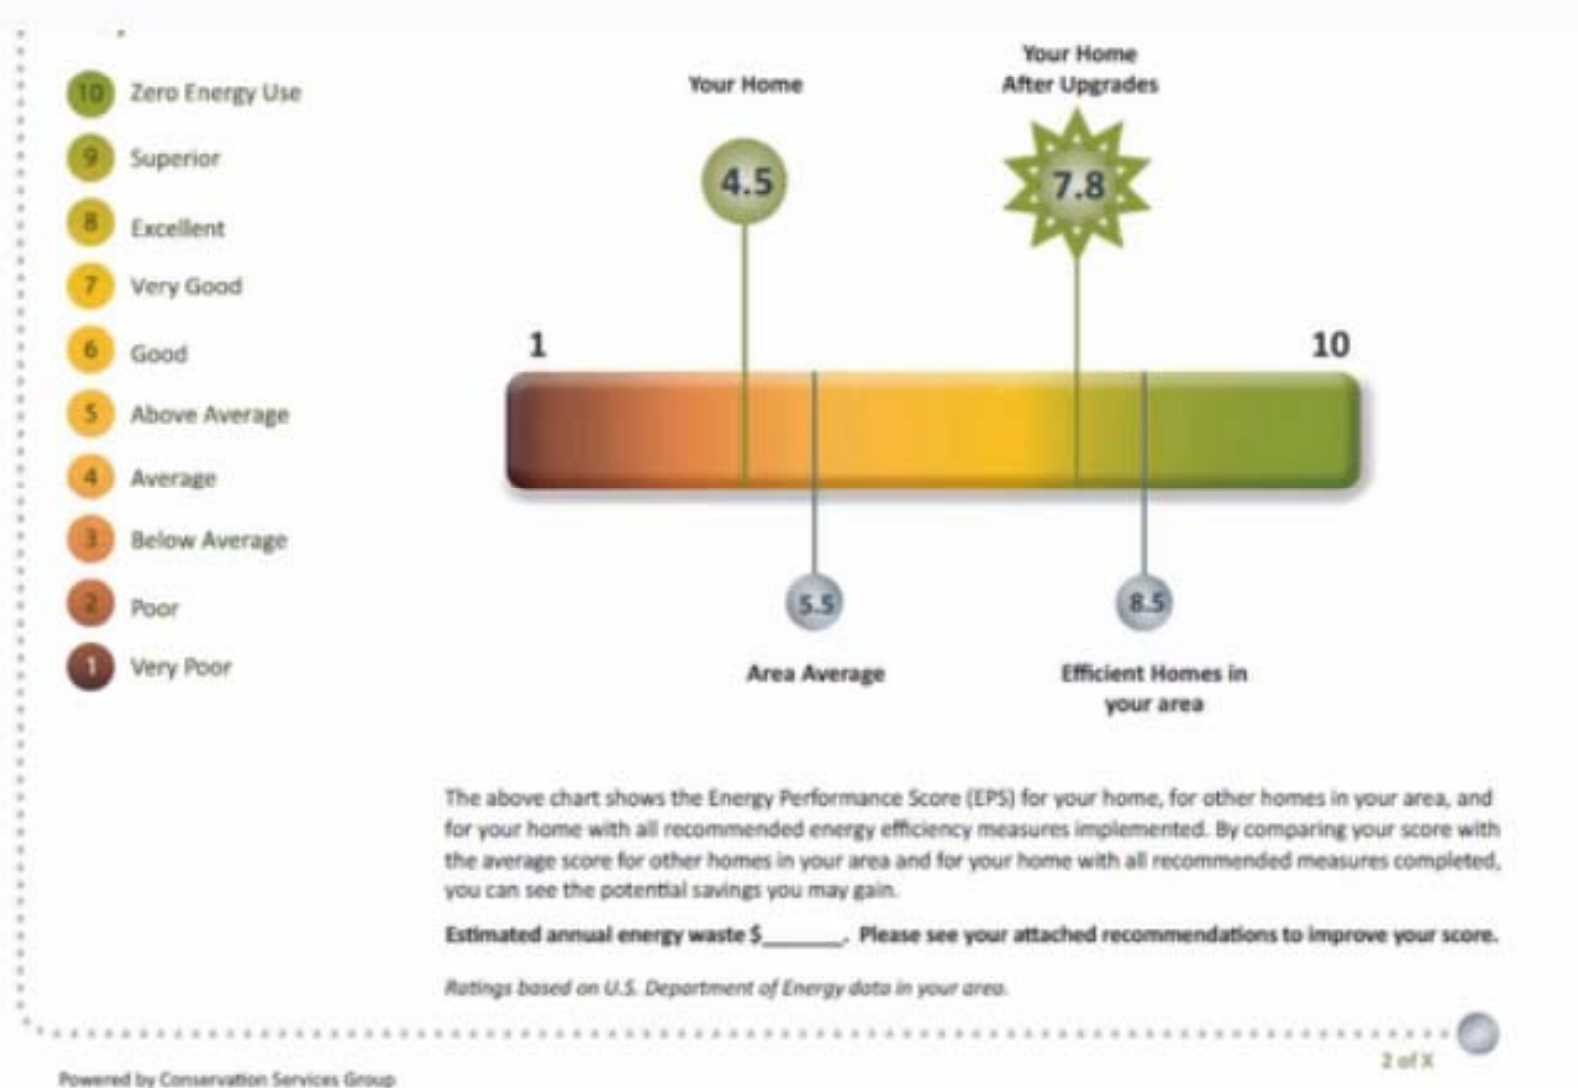 10 Zero Energy Use
9 Superior
8 Excellent
7 Very Good
6 Good
5 Above Average
4 Average
3 Below Average
2 Poor
1 Very Poor
Your Home
4.5
Your Home
After Upgrades
7.8
1
10
5.5
Area Average
8.5
Efficient Homes in
your area
The above chart shows the Energy Performance Score (EPS) for your home, for other homes in your area, and
for your home with all recommended energy efficiency measures implemented. By comparing your score with
the average score for other homes in your area and for your home with all recommended measures completed,
you can see the potential savings you may gain.
Estimated annual energy waste $_______. Please see your attached recommendations to improve your score.
Ratings based on U.S. Department of Energy data in your area.
2 of X
Powered by Conservation Services Group